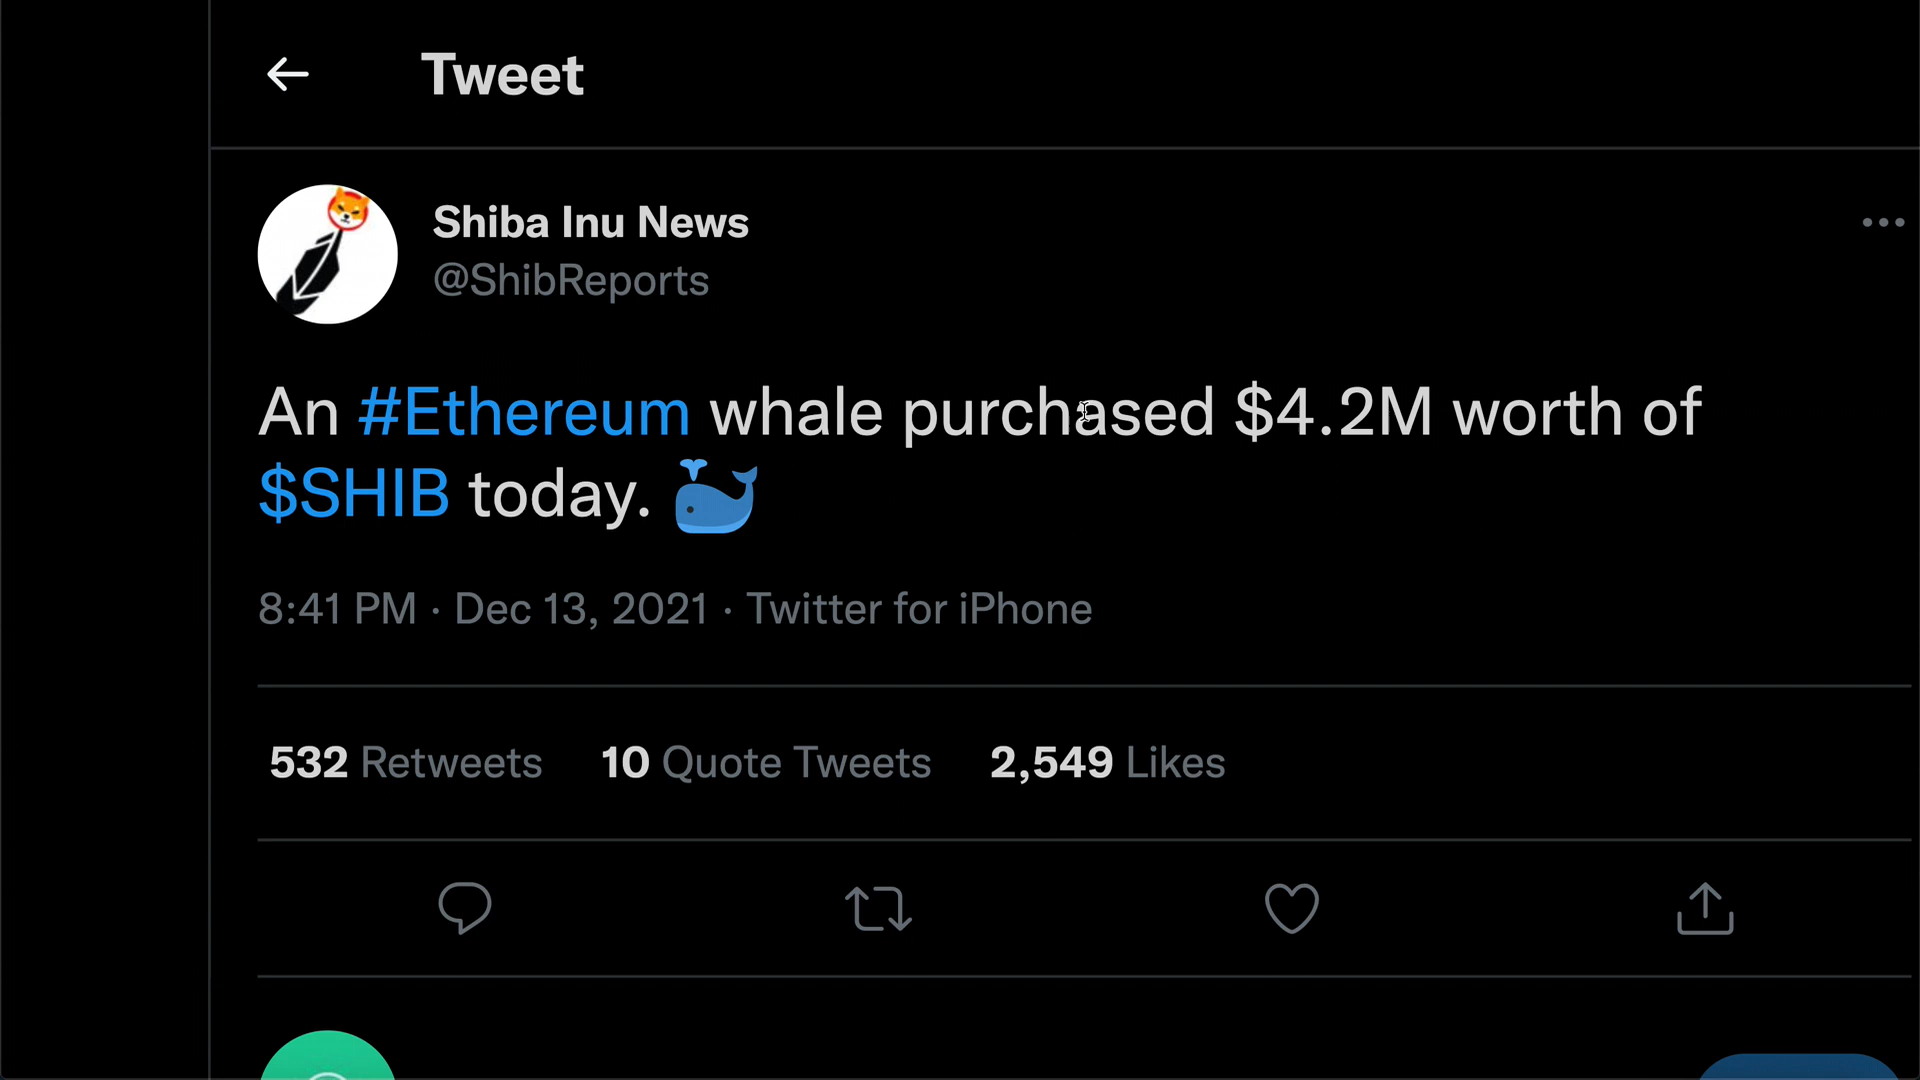 Tweet
Shiba Inu News
@ShibReports
An #Ethereum whale purchased $4.2M worth of
$SHIB today. 🐳
8:41 PM · Dec 13, 2021 · Twitter for iPhone
532 Retweets 10 Quote Tweets 2,549 Likes